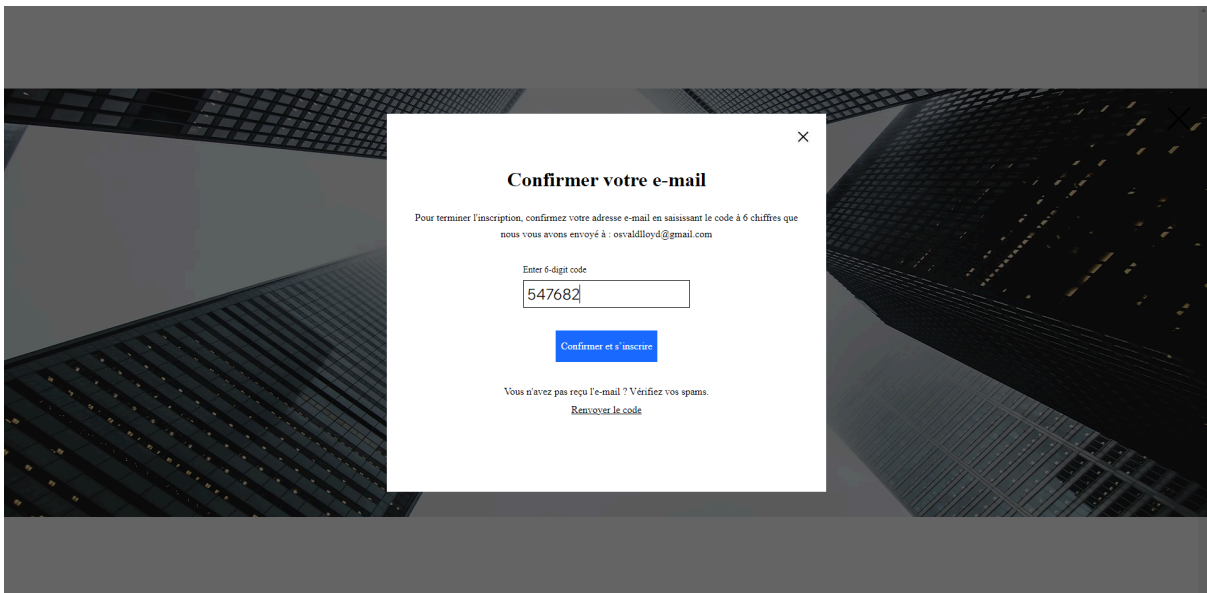 Confirmer votre e-mail
Pour terminer l'inscription, confirmez votre adresse e-mail en saisissant le code à 6 chiffres que
nous vous avons envoyé à : osvaldlloyd@gmail.com
Enter 6-digit code
547682
Confirmer et s'inscrire
Vous n'avez pas reçu l'e-mail ? Vérifiez vos spams.
Renvoyer le code